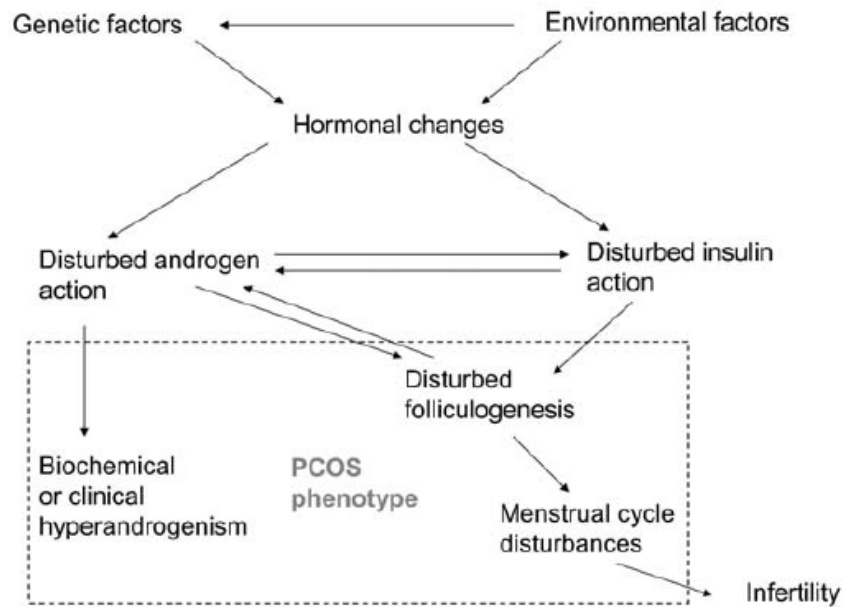 Genetic factors
Environmental factors
Hormonal changes
Disturbed androgen
action
Disturbed insulin
action
Disturbed
folliculogenesis
Biochemical
or clinical
hyperandrogenism
PCOS
phenotype
Menstrual cycle
disturbances
Infertility